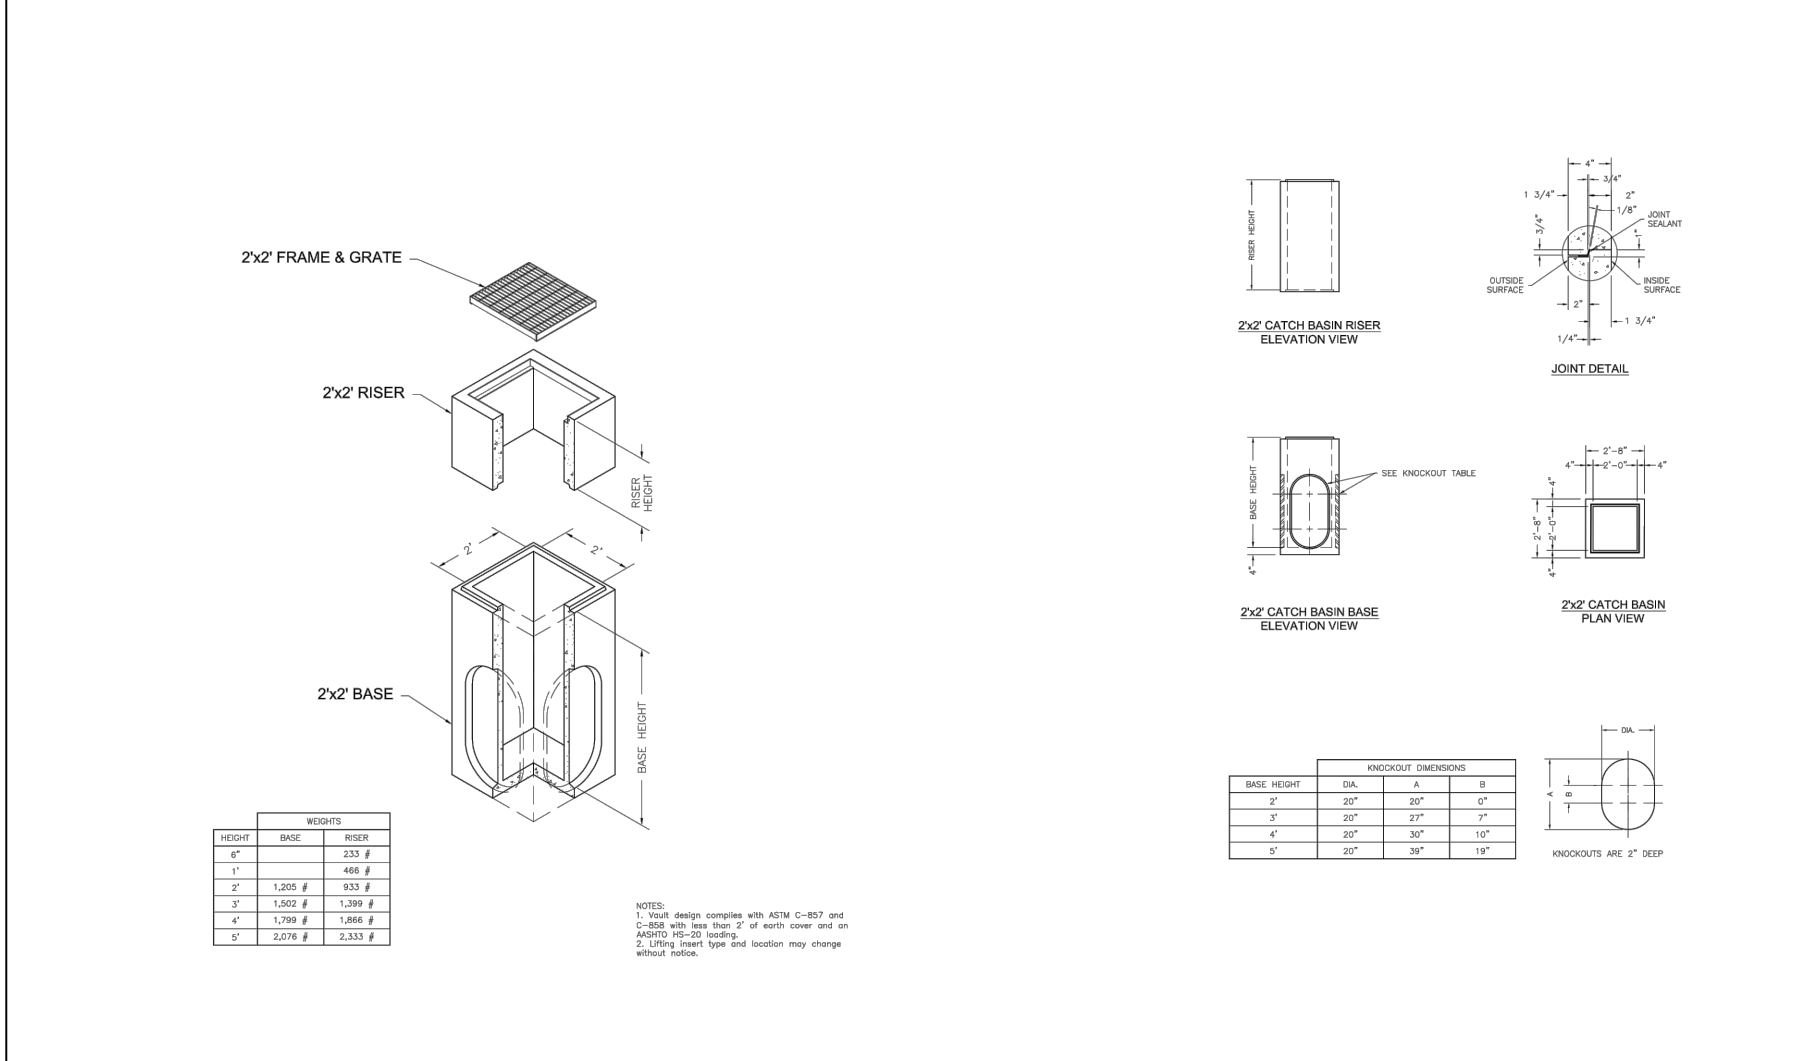 2'x2' FRAME & GRATE
2'x2' RISER
RISER
HEIGHT
2'
2'
2'x2' BASE
BASE HEIGHT
WEIGHTS
HEIGHT BASE RISER
6" 233 #
1' 466 #
2' 1,205 # 933 #
3' 1,502 # 1,399 #
4' 1,799 # 1,866 #
5' 2,076 # 2,333 #
NOTES:
1. Vault design complies with ASTM C-857 and
C-858 with less than 2' of earth cover and an
AASHTO HS-20 loading.
2. Lifting insert type and location may change
without notice.
RISER HEIGHT
2'x2' CATCH BASIN RISER
ELEVATION VIEW
4"
3/4"
1 3/4"
2"
1/8"
JOINT
SEALANT
3/4"
1"
OUTSIDE
SURFACE
INSIDE
SURFACE
2"
1 3/4"
1/4"
JOINT DETAIL
BASE HEIGHT
SEE KNOCKOUT TABLE
4"
2'x2' CATCH BASIN BASE
ELEVATION VIEW
2'-8"
4" 2'-0" 4"
4"
2'-8"
2'-0"
4"
2'x2' CATCH BASIN
PLAN VIEW
KNOCKOUT DIMENSIONS
BASE HEIGHT DIA. A B
2' 20" 20" 0"
3' 20" 27" 7"
4' 20" 30" 10"
5' 20" 39" 19"
DIA.
A
B
KNOCKOUTS ARE 2" DEEP